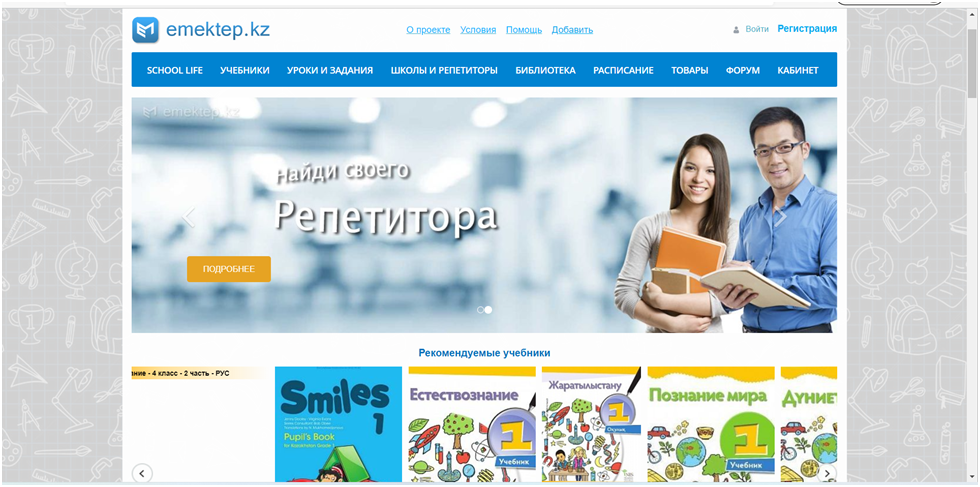 emektep.kz
О проекте Условия Помощь Добавить
Войти Регистрация
SCHOOL LIFE УЧЕБНИКИ УРОКИ И ЗАДАНИЯ ШКОЛЫ И РЕПЕТИТОРЫ БИБЛИОТЕКА РАСПИСАНИЕ ТОВАРЫ ФОРУМ КАБИНЕТ
emektep.kz
Найди своего
Репетитора
ПОДРОБНЕЕ
Рекомендуемые учебники
ние - 4 класс - 2 часть - РУС
Smiles
1
Pupil's Book
Естествознание
1
Учебник
Жаратылыстану
1
Оқулық
Познание мира
1
Учебник
Дүниет